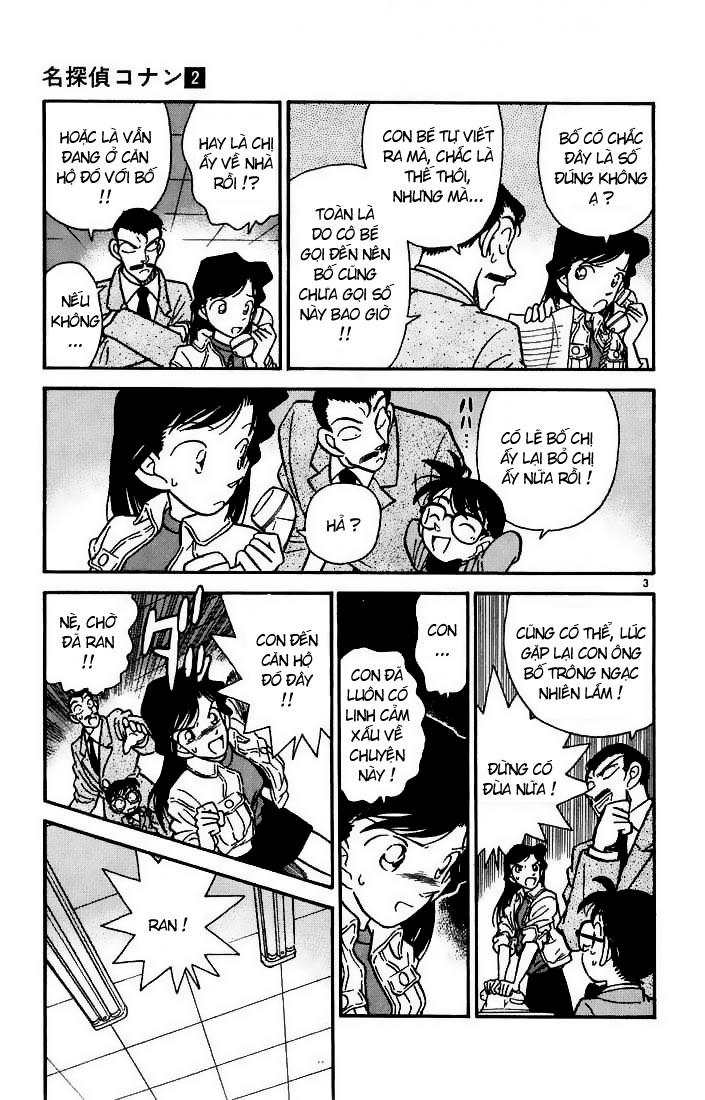 名探偵コナン2
BỐ CÓ CHẮC
ĐÂY LÀ SỐ
ĐÚNG KHÔNG
Ạ?
CON BÉ TỰ VIẾT
RA MÀ, CHẮC LÀ
THẾ THÔI,
NHƯNG MÀ...
TOÀN LÀ
DO CÔ BÉ
GỌI ĐẾN NÊN
BỐ CŨNG
CHƯA GỌI SỐ
NÀY BAO GIỜ
!!
HAY LÀ CHỊ
ẤY VỀ NHÀ
RỒI!?
HOẶC LÀ VẪN
ĐANG Ở CĂN
HỘ ĐÓ VỚI BỐ
!!
NẾU
KHÔNG
...
CÓ LẼ BỐ CHỊ
ẤY LẠI BỎ CHỊ
ẤY NỮA RỒI!
HẢ?
3
CŨNG CÓ THỂ, LÚC
GẶP LẠI CON ÔNG
BỐ TRÔNG NGẠC
NHIÊN LẮM!
ĐỪNG CÓ
ĐÙA NỮA!
CON
...
CON ĐÃ
LUÔN CÓ
LINH CẢM
XẤU VỀ
CHUYỆN
NÀY!
CON ĐẾN
CĂN HỘ
ĐÓ ĐÂY
!!
NÈ, CHỜ
ĐÃ RAN
!!
RAN!